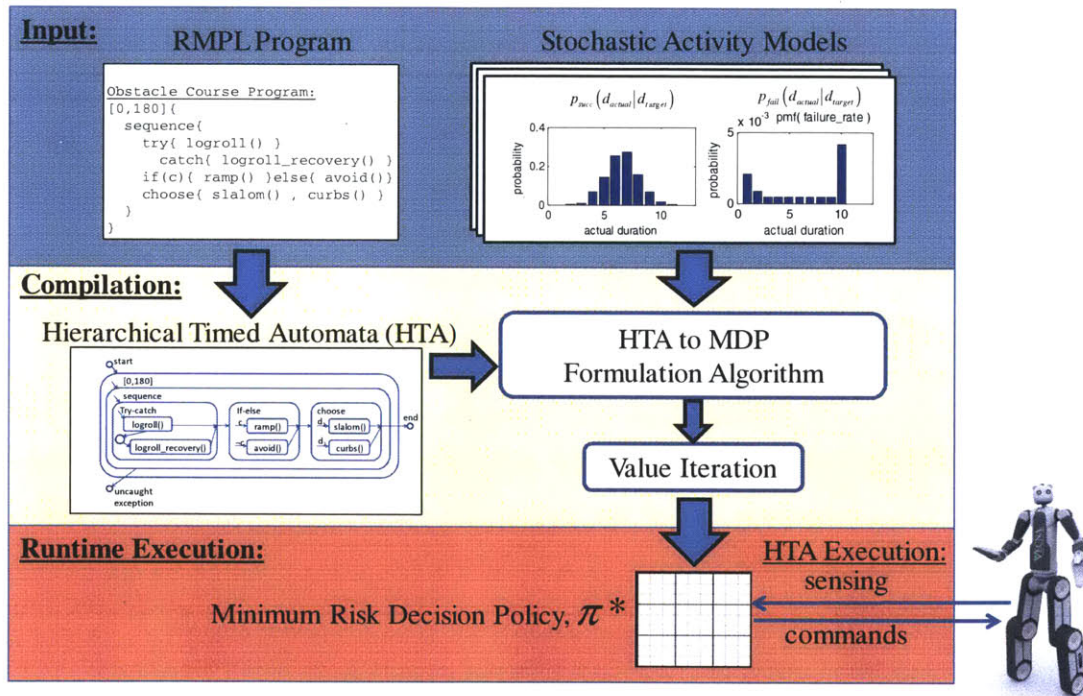 Input:
RMPL Program
Obstacle Course Program:
[0,180]{
sequence{
try{ logroll() }
catch{ logroll_recovery() }
if(c){ ramp() }else{ avoid()}
choose{ slalom() , curbs() }
}
}
Stochastic Activity Models
p_succ(d_actual|d_target)
0.4
0.2
0
probability
0 5 10
actual duration
p_fail(d_actual|d_target)
x 10^-3 pmf( failure_rate )
5
0
probability
0 5 10
actual duration
Compilation:
Hierarchical Timed Automata (HTA)
start
[0,180]
sequence
Try-catch
logroll()
logroll_recovery()
If-else
c
ramp()
¬c
avoid()
choose
d
slalom()
d
curbs()
end
uncaught
exception
HTA to MDP
Formulation Algorithm
Value Iteration
Runtime Execution:
Minimum Risk Decision Policy, π*
HTA Execution:
sensing
commands